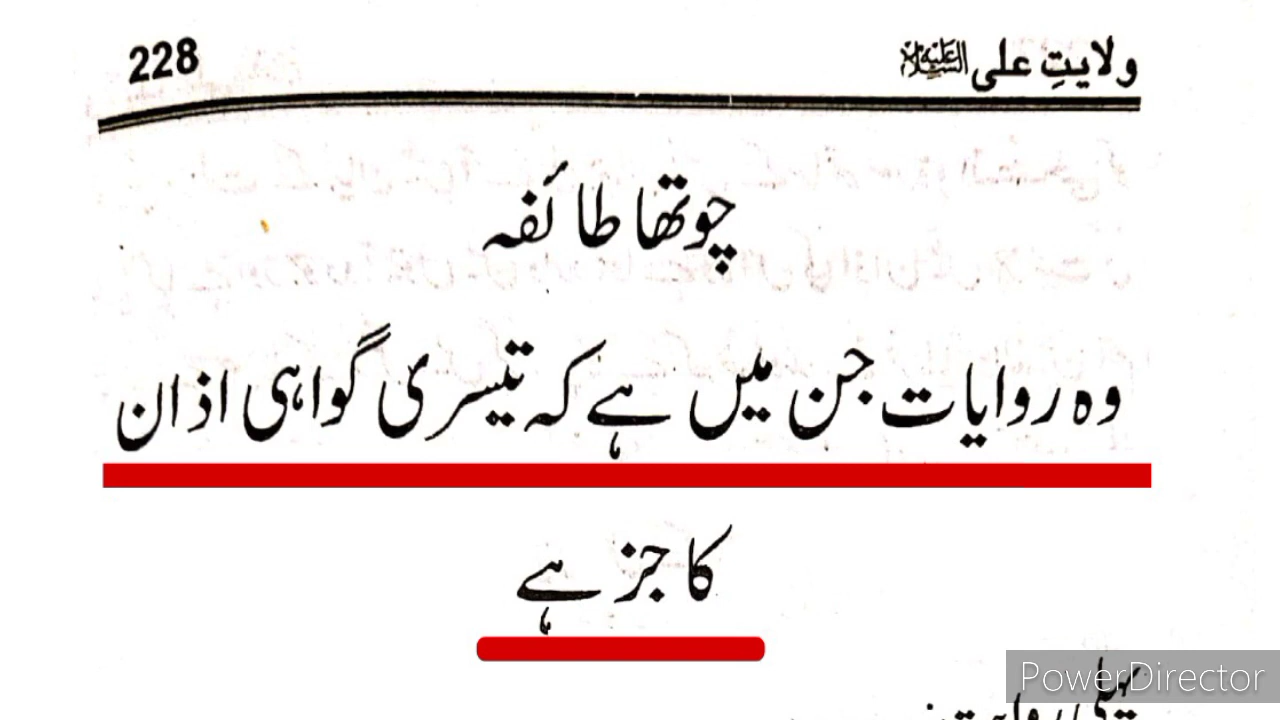 ولایتِ علی علیہ السلام 228
چوتھا طائفہ
وہ روایات جن میں ہے کہ تیسری گواہی اذان
کا جز ہے
PowerDirector